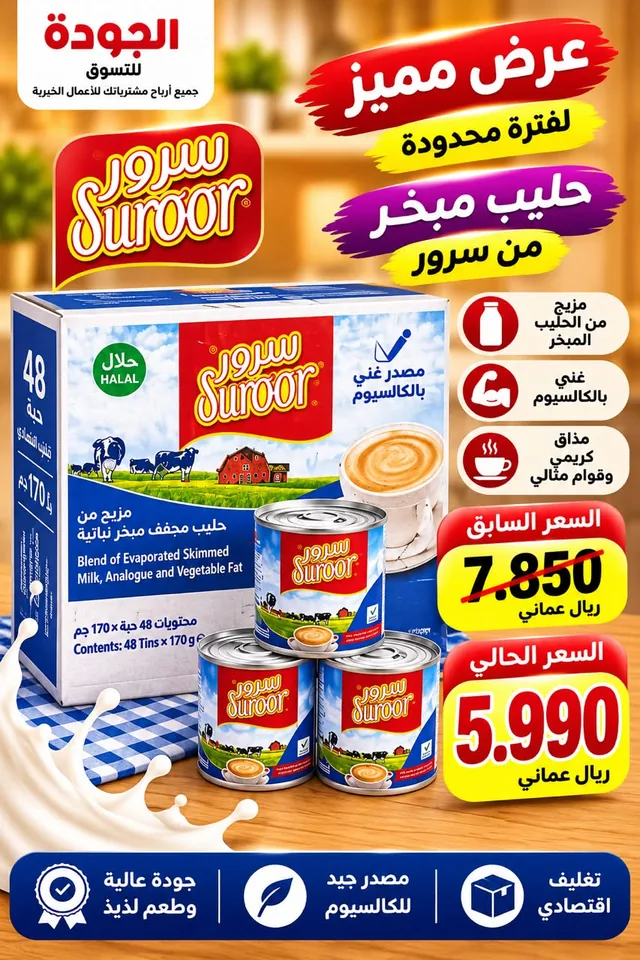 الجودة
للتسوق
جميع أرباح مشترياتك للأعمال الخيرية
عرض مميز
لفترة محدودة
حليب مبخر
من سرور
سرور
Suroor
مزيج
من الحليب
المبخر
غني
بالكالسيوم
مذاق
كريمي
وقوام مثالي
حلال
HALAL
سرور
Suroor
مصدر غني
بالكالسيوم
48
حبة
170 جم
مزيج من
حليب مجفف مبخر نباتية
Blend of Evaporated Skimmed
Milk, Analogue and Vegetable Fat
محتويات 48 حبة × 170 جم
Contents: 48 Tins × 170 g
سرور
Suroor
سرور
Suroor
سرور
Suroor
السعر السابق
7.850
ريال عماني
السعر الحالي
5.990
ريال عماني
جودة عالية
وطعم لذيذ
مصدر جيد
للكالسيوم
تغليف
اقتصادي